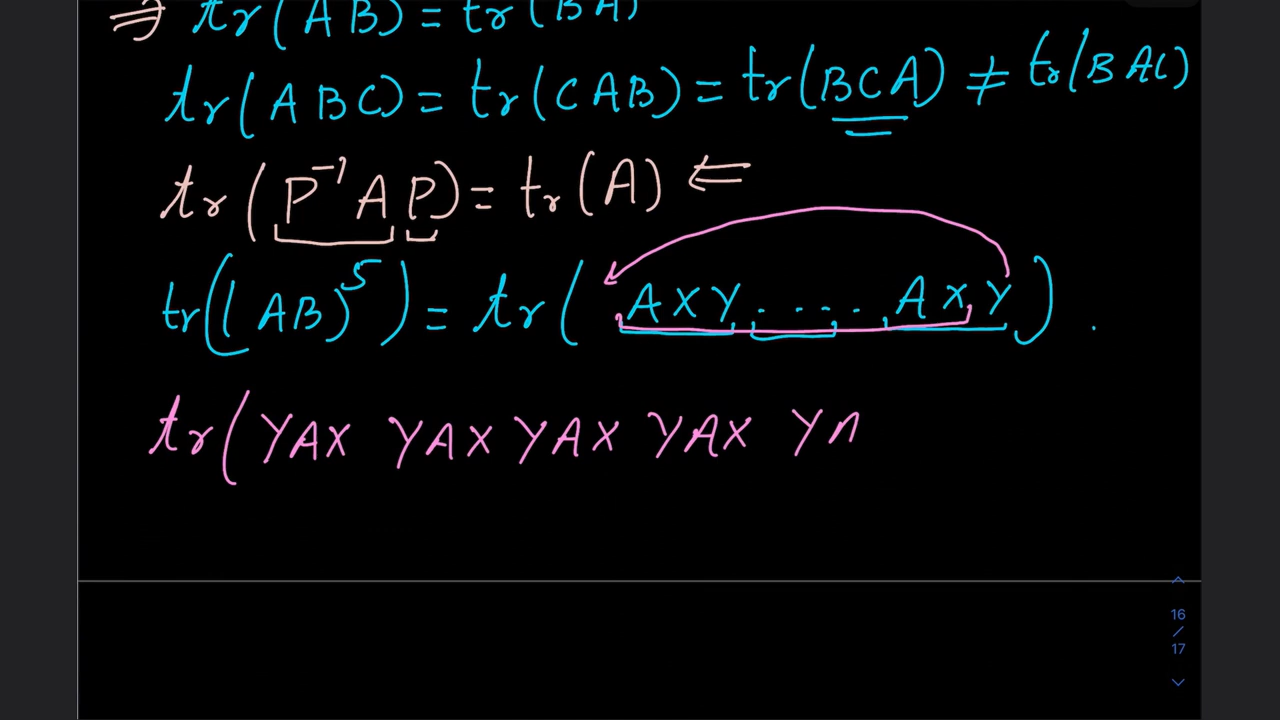 ⇒ tr(AB) = tr(BA)
tr(ABC) = tr(CAB) = tr(BCA) ≠ tr(BAC)
tr(P⁻¹AP) = tr(A) ⇐
tr((AB)⁵) = tr(AXY.....AXY).
tr(YAX YAX YAX YAX YA
16
/
17